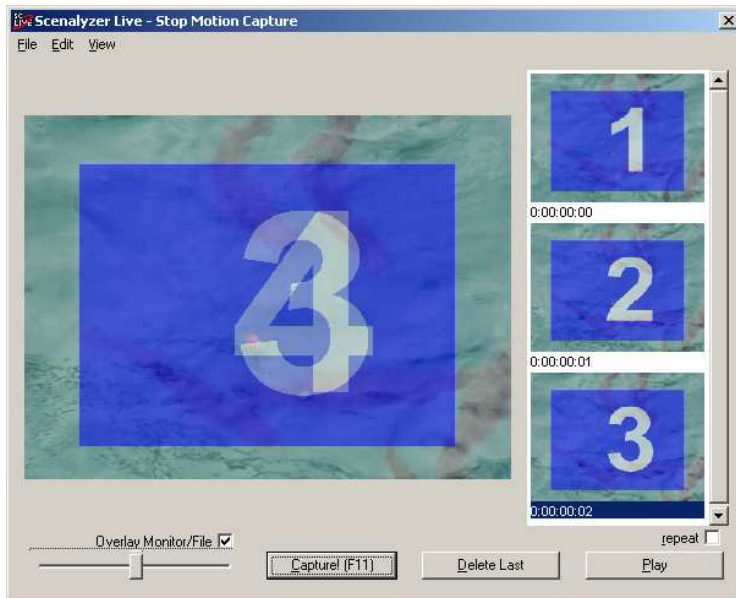 Scenalyzer Live - Stop Motion Capture
File Edit View
1
0:00:00:00
2
0:00:00:01
3
0:00:00:02
34
Overlay Monitor/File
repeat
Capture! (F11)
Delete Last
Play